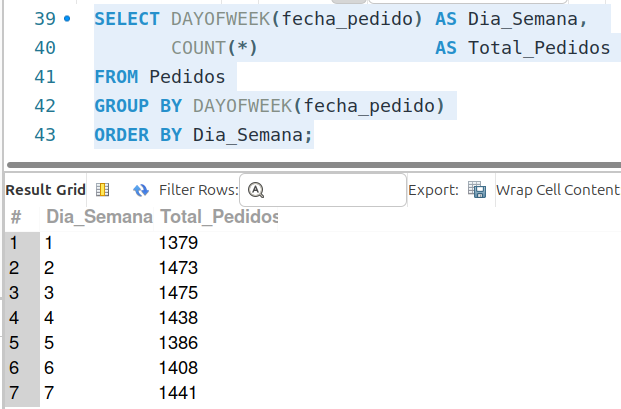 39 SELECT DAYOFWEEK(fecha_pedido) AS Dia_Semana,
40 COUNT(*) AS Total_Pedidos
41 FROM Pedidos
42 GROUP BY DAYOFWEEK(fecha_pedido)
43 ORDER BY Dia_Semana;
Result Grid Filter Rows: Export: Wrap Cell Content
# Dia_Semana Total_Pedidos
1 1 1379
2 2 1473
3 3 1475
4 4 1438
5 5 1386
6 6 1408
7 7 1441